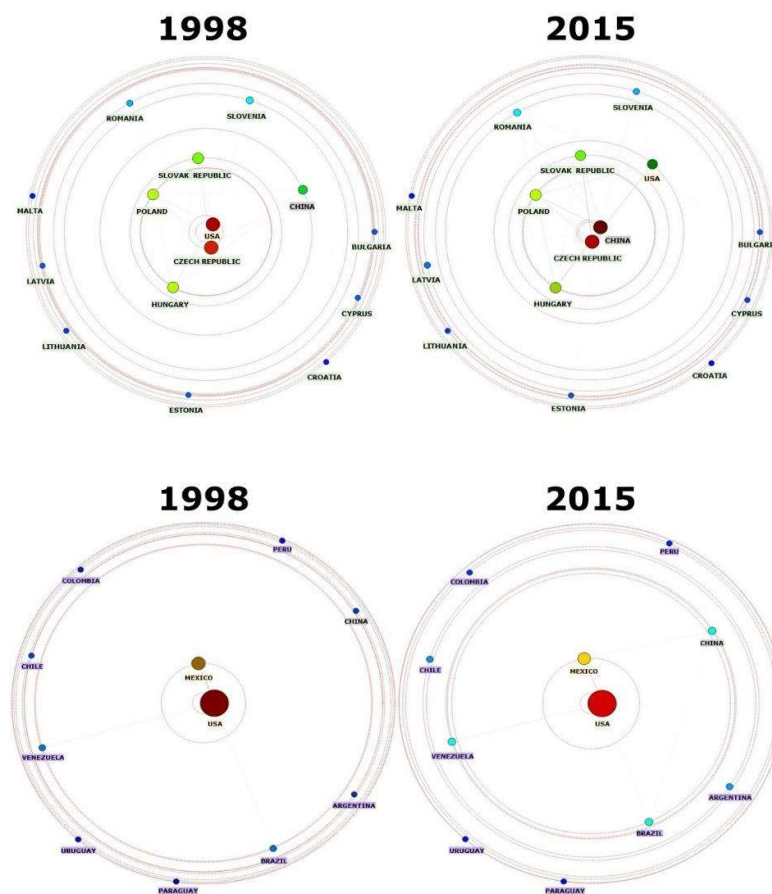 1998
2015
ROMANIA
SLOVENIA
SLOVAK REPUBLIC
MALTA
POLAND
CHINA
USA
CZECH REPUBLIC
BULGARIA
LATVIA
HUNGARY
CYPRUS
LITHUANIA
CROATIA
ESTONIA
SLOVENIA
ROMANIA
SLOVAK REPUBLIC
USA
MALTA
POLAND
CHINA
BULGARI
CZECH REPUBLIC
LATVIA
HUNGARY
CYPRUS
LITHUANIA
CROATIA
ESTONIA
1998
2015
PERU
COLOMBIA
CHINA
CHILE
MEXICO
USA
VENEZUELA
ARGENTINA
URUGUAY
BRAZIL
PARAGUAY
PERU
COLOMBIA
CHINA
CHILE
MEXICO
USA
VENEZUELA
ARGENTINA
BRAZIL
URUGUAY
PARAGUAY